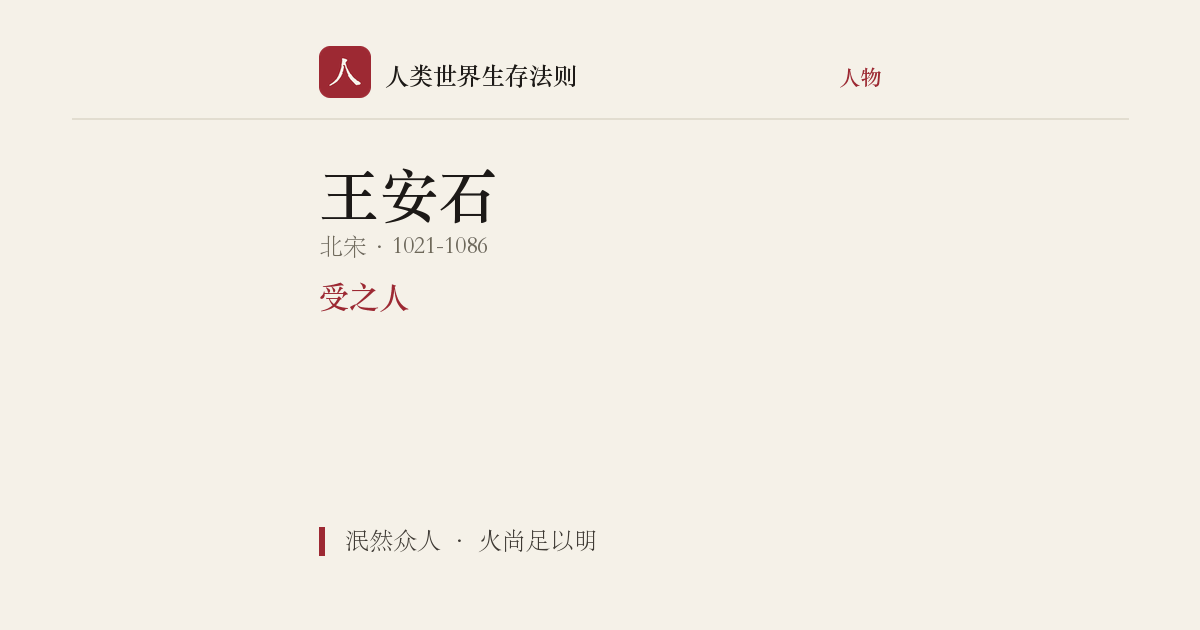 人
人类世界生存法则
人物
王安石
北宋 · 1021-1086
受之人
泯然众人 · 火尚足以明